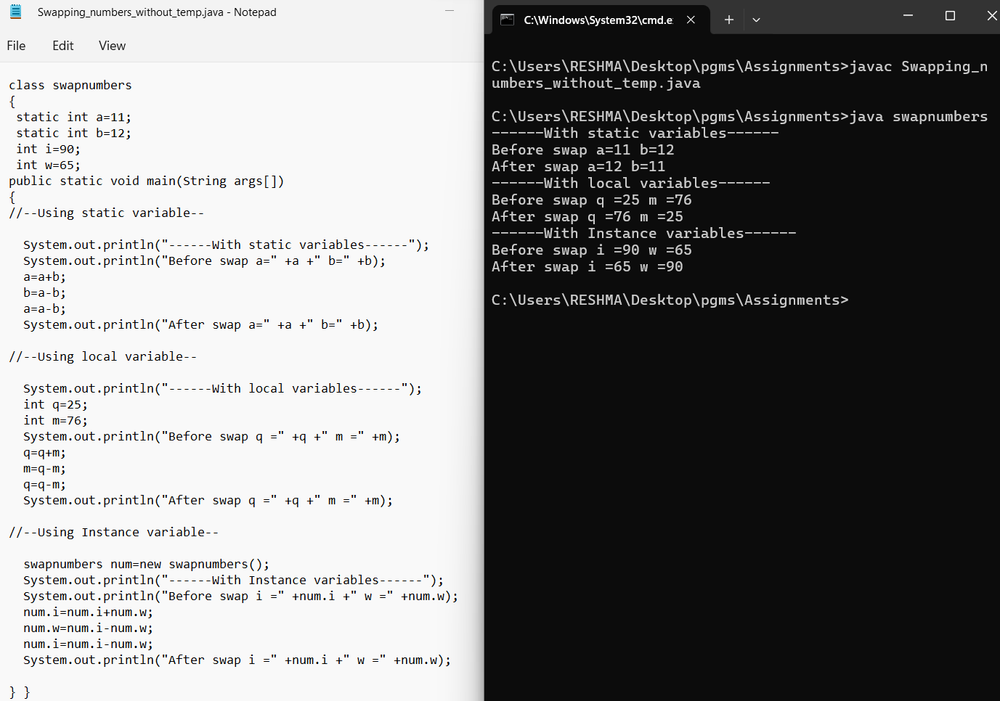 Swapping_numbers_without_temp.java - Notepad
File Edit View
class swapnumbers
{
static int a=11;
static int b=12;
int i=90;
int w=65;
public static void main(String args[])
{
//--Using static variable--
System.out.println("------With static variables------");
System.out.println("Before swap a=" +a +" b=" +b);
a=a+b;
b=a-b;
a=a-b;
System.out.println("After swap a=" +a +" b=" +b);
//--Using local variable--
System.out.println("------With local variables------");
int q=25;
int m=76;
System.out.println("Before swap q =" +q +" m =" +m);
q=q+m;
m=q-m;
q=q-m;
System.out.println("After swap q =" +q +" m =" +m);
//--Using Instance variable--
swapnumbers num=new swapnumbers();
System.out.println("------With Instance variables------");
System.out.println("Before swap i =" +num.i +" w =" +num.w);
num.i=num.i+num.w;
num.w=num.i-num.w;
num.i=num.i-num.w;
System.out.println("After swap i =" +num.i +" w =" +num.w);
} }
C:\Windows\System32\cmd.e
C:\Users\RESHMA\Desktop\pgms\Assignments>javac Swapping_n
umbers_without_temp.java
C:\Users\RESHMA\Desktop\pgms\Assignments>java swapnumbers
------With static variables------
Before swap a=11 b=12
After swap a=12 b=11
------With local variables------
Before swap q =25 m =76
After swap q =76 m =25
------With Instance variables------
Before swap i =90 w =65
After swap i =65 w =90
C:\Users\RESHMA\Desktop\pgms\Assignments>